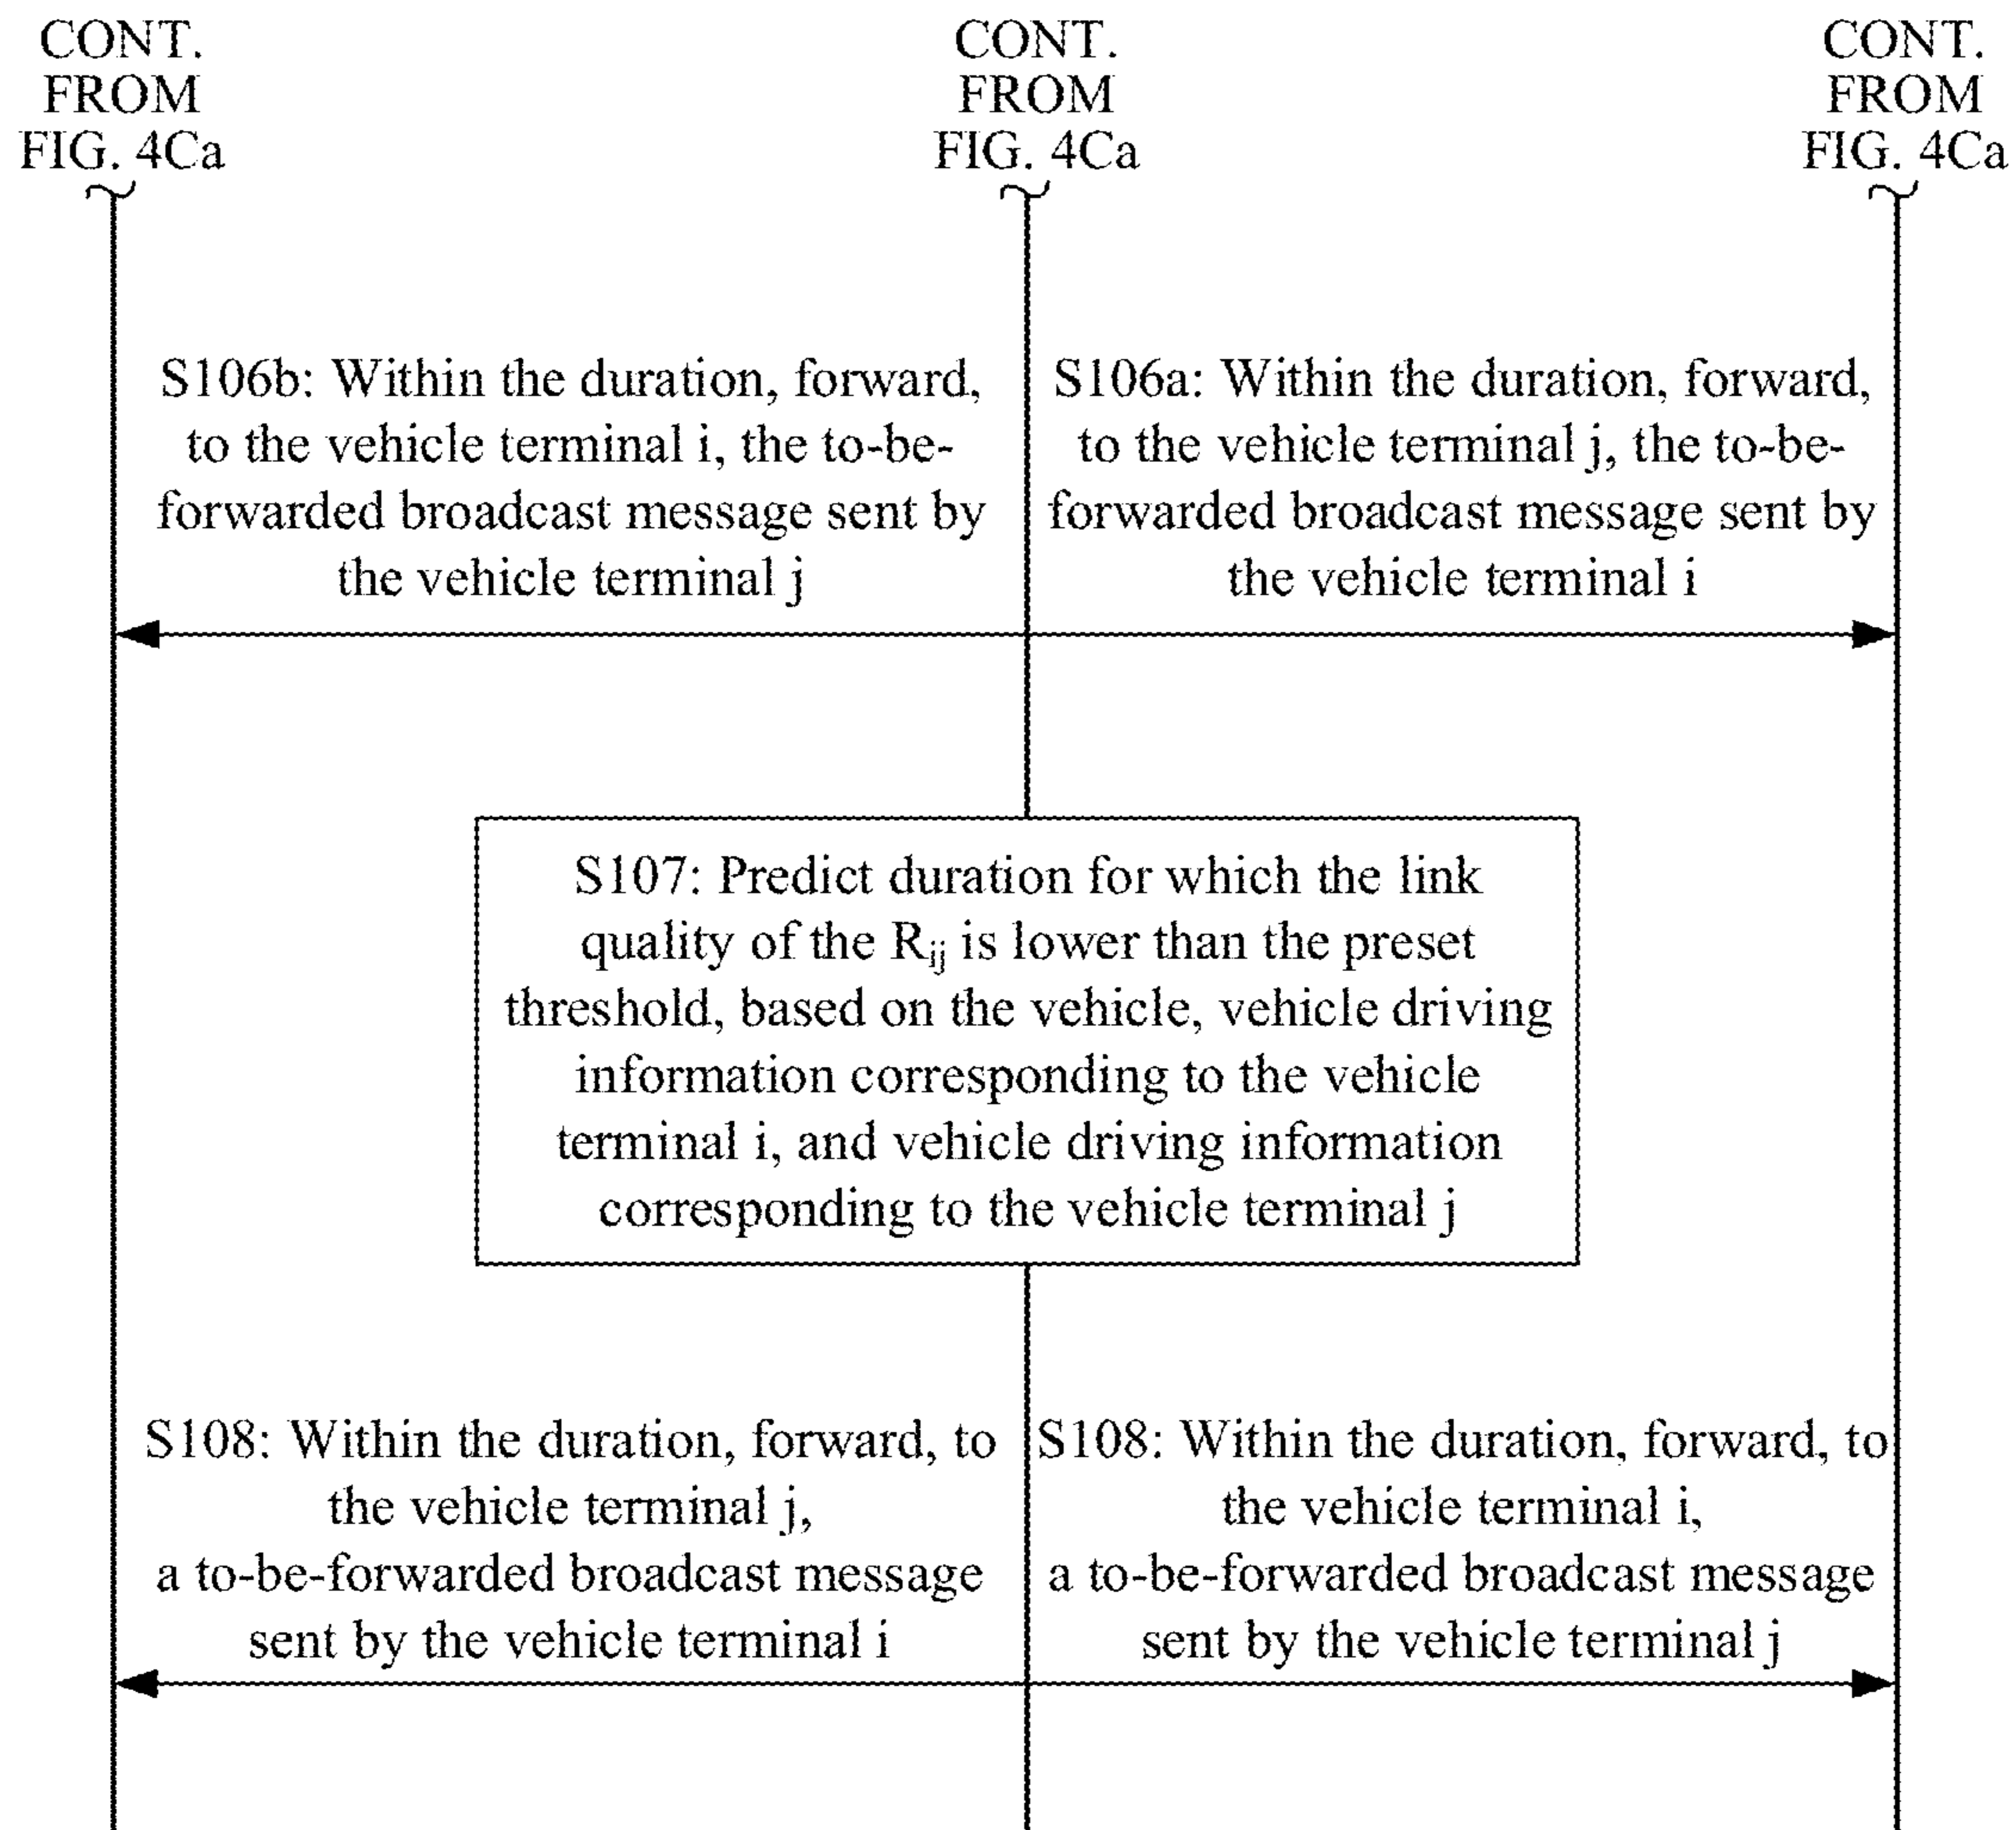 CONT.
FROM
FIG. 4Ca
CONT.
FROM
FIG. 4Ca
CONT.
FROM
FIG. 4Ca
S106b: Within the duration, forward,
to the vehicle terminal i, the to-be-
forwarded broadcast message sent by
the vehicle terminal j
S106a: Within the duration, forward,
to the vehicle terminal j, the to-be-
forwarded broadcast message sent by
the vehicle terminal i
S107: Predict duration for which the link
quality of the Rij is lower than the preset
threshold, based on the vehicle, vehicle driving
information corresponding to the vehicle
terminal i, and vehicle driving information
corresponding to the vehicle terminal j
S108: Within the duration, forward, to
the vehicle terminal j,
a to-be-forwarded broadcast message
sent by the vehicle terminal i
S108: Within the duration, forward, to
the vehicle terminal i,
a to-be-forwarded broadcast message
sent by the vehicle terminal j